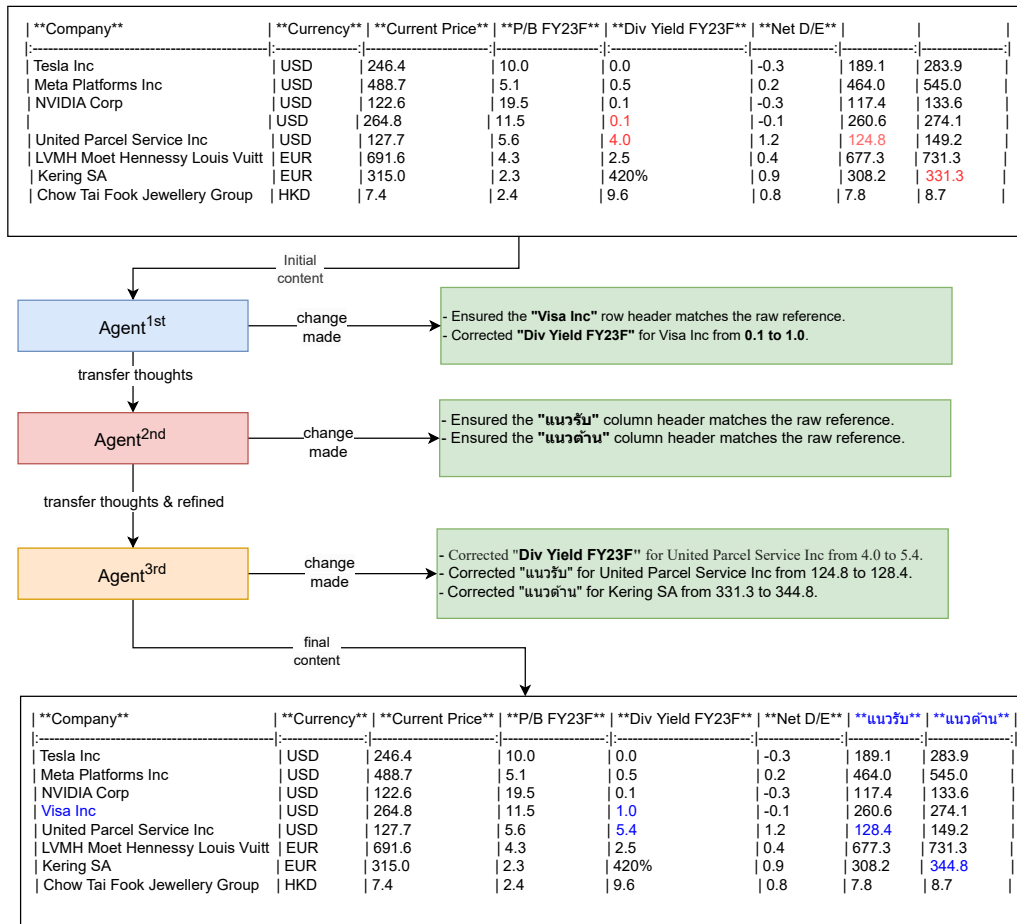 | **Company** | **Currency** | **Current Price** | **P/B FY23F** | **Div Yield FY23F** | **Net D/E** | | |
|:---------------------------------------|:---------------:|:--------------------:|:----------------:|:-----------------------:|:---------------:|:-------------:|:---------------:|
| Tesla Inc | USD | 246.4 | 10.0 | 0.0 | -0.3 | 189.1 | 283.9 |
| Meta Platforms Inc | USD | 488.7 | 5.1 | 0.5 | 0.2 | 464.0 | 545.0 |
| NVIDIA Corp | USD | 122.6 | 19.5 | 0.1 | -0.3 | 117.4 | 133.6 |
| | USD | 264.8 | 11.5 | 0.1 | -0.1 | 260.6 | 274.1 |
| United Parcel Service Inc | USD | 127.7 | 5.6 | 4.0 | 1.2 | 124.8 | 149.2 |
| LVMH Moet Hennessy Louis Vuitt | EUR | 691.6 | 4.3 | 2.5 | 0.4 | 677.3 | 731.3 |
| Kering SA | EUR | 315.0 | 2.3 | 420% | 0.9 | 308.2 | 331.3 |
| Chow Tai Fook Jewellery Group | HKD | 7.4 | 2.4 | 9.6 | 0.8 | 7.8 | 8.7 |
Initial
content
Agent1st
change
made
- Ensured the "Visa Inc" row header matches the raw reference.
- Corrected "Div Yield FY23F" for Visa Inc from 0.1 to 1.0.
transfer thoughts
Agent2nd
change
made
- Ensured the "แนวรับ" column header matches the raw reference.
- Ensured the "แนวต้าน" column header matches the raw reference.
transfer thoughts & refined
Agent3rd
change
made
- Corrected "Div Yield FY23F" for United Parcel Service Inc from 4.0 to 5.4.
- Corrected "แนวรับ" for United Parcel Service Inc from 124.8 to 128.4.
- Corrected "แนวต้าน" for Kering SA from 331.3 to 344.8.
final
content
| **Company** | **Currency** | **Current Price** | **P/B FY23F** | **Div Yield FY23F** | **Net D/E** | **แนวรับ** | **แนวต้าน** |
|:---------------------------------------|:---------------:|:--------------------:|:----------------:|:-----------------------:|:---------------:|:-------------:|:---------------:|
| Tesla Inc | USD | 246.4 | 10.0 | 0.0 | -0.3 | 189.1 | 283.9 |
| Meta Platforms Inc | USD | 488.7 | 5.1 | 0.5 | 0.2 | 464.0 | 545.0 |
| NVIDIA Corp | USD | 122.6 | 19.5 | 0.1 | -0.3 | 117.4 | 133.6 |
| Visa Inc | USD | 264.8 | 11.5 | 1.0 | -0.1 | 260.6 | 274.1 |
| United Parcel Service Inc | USD | 127.7 | 5.6 | 5.4 | 1.2 | 128.4 | 149.2 |
| LVMH Moet Hennessy Louis Vuitt | EUR | 691.6 | 4.3 | 2.5 | 0.4 | 677.3 | 731.3 |
| Kering SA | EUR | 315.0 | 2.3 | 420% | 0.9 | 308.2 | 344.8 |
| Chow Tai Fook Jewellery Group | HKD | 7.4 | 2.4 | 9.6 | 0.8 | 7.8 | 8.7 |